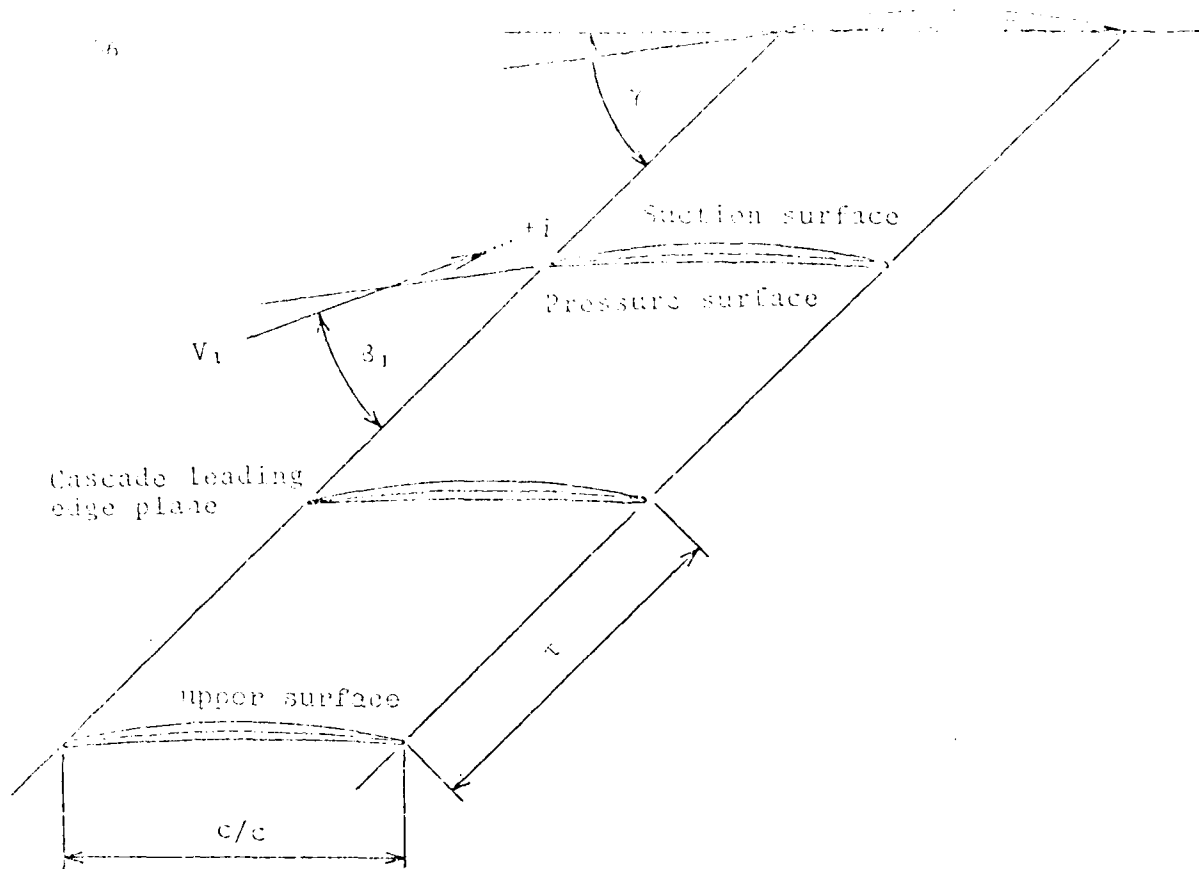 γ
Suction surface
+i
Pressure surface
V₁
β₁
Cascade leading
edge plane
τ
upper surface
c/c